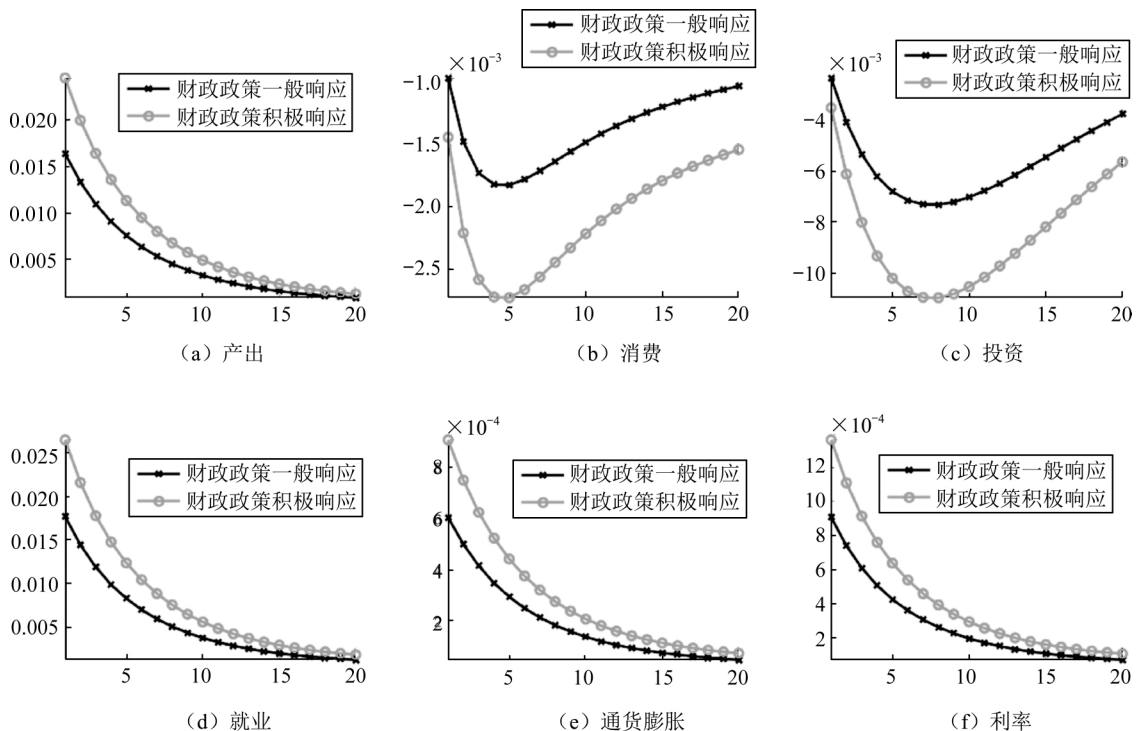 财政政策一般响应
财政政策积极响应
0.020
0.015
0.010
0.005
5 10 15 20
(a) 产出
财政政策一般响应
财政政策积极响应
×10⁻³
−1.0
−1.5
−2.0
−2.5
5 10 15 20
(b) 消费
财政政策一般响应
财政政策积极响应
×10⁻³
−4
−6
−8
−10
5 10 15 20
(c) 投资
财政政策一般响应
财政政策积极响应
0.025
0.020
0.015
0.010
0.005
5 10 15 20
(d) 就业
×10⁻⁴
财政政策一般响应
财政政策积极响应
8
6
4
2
5 10 15 20
(e) 通货膨胀
×10⁻⁴
财政政策一般响应
财政政策积极响应
12
10
8
6
4
2
5 10 15 20
(f) 利率